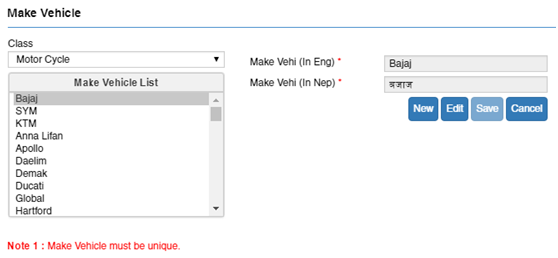 Make Vehicle
Class
Motor Cycle
Make Vehicle List
Bajaj
SYM
KTM
Anna Lifan
Apollo
Daelim
Demak
Ducati
Global
Hartford
Make Vehi (In Eng) * Bajaj
Make Vehi (In Nep) * बजाज
New Edit Save Cancel
Note 1 : Make Vehicle must be unique.